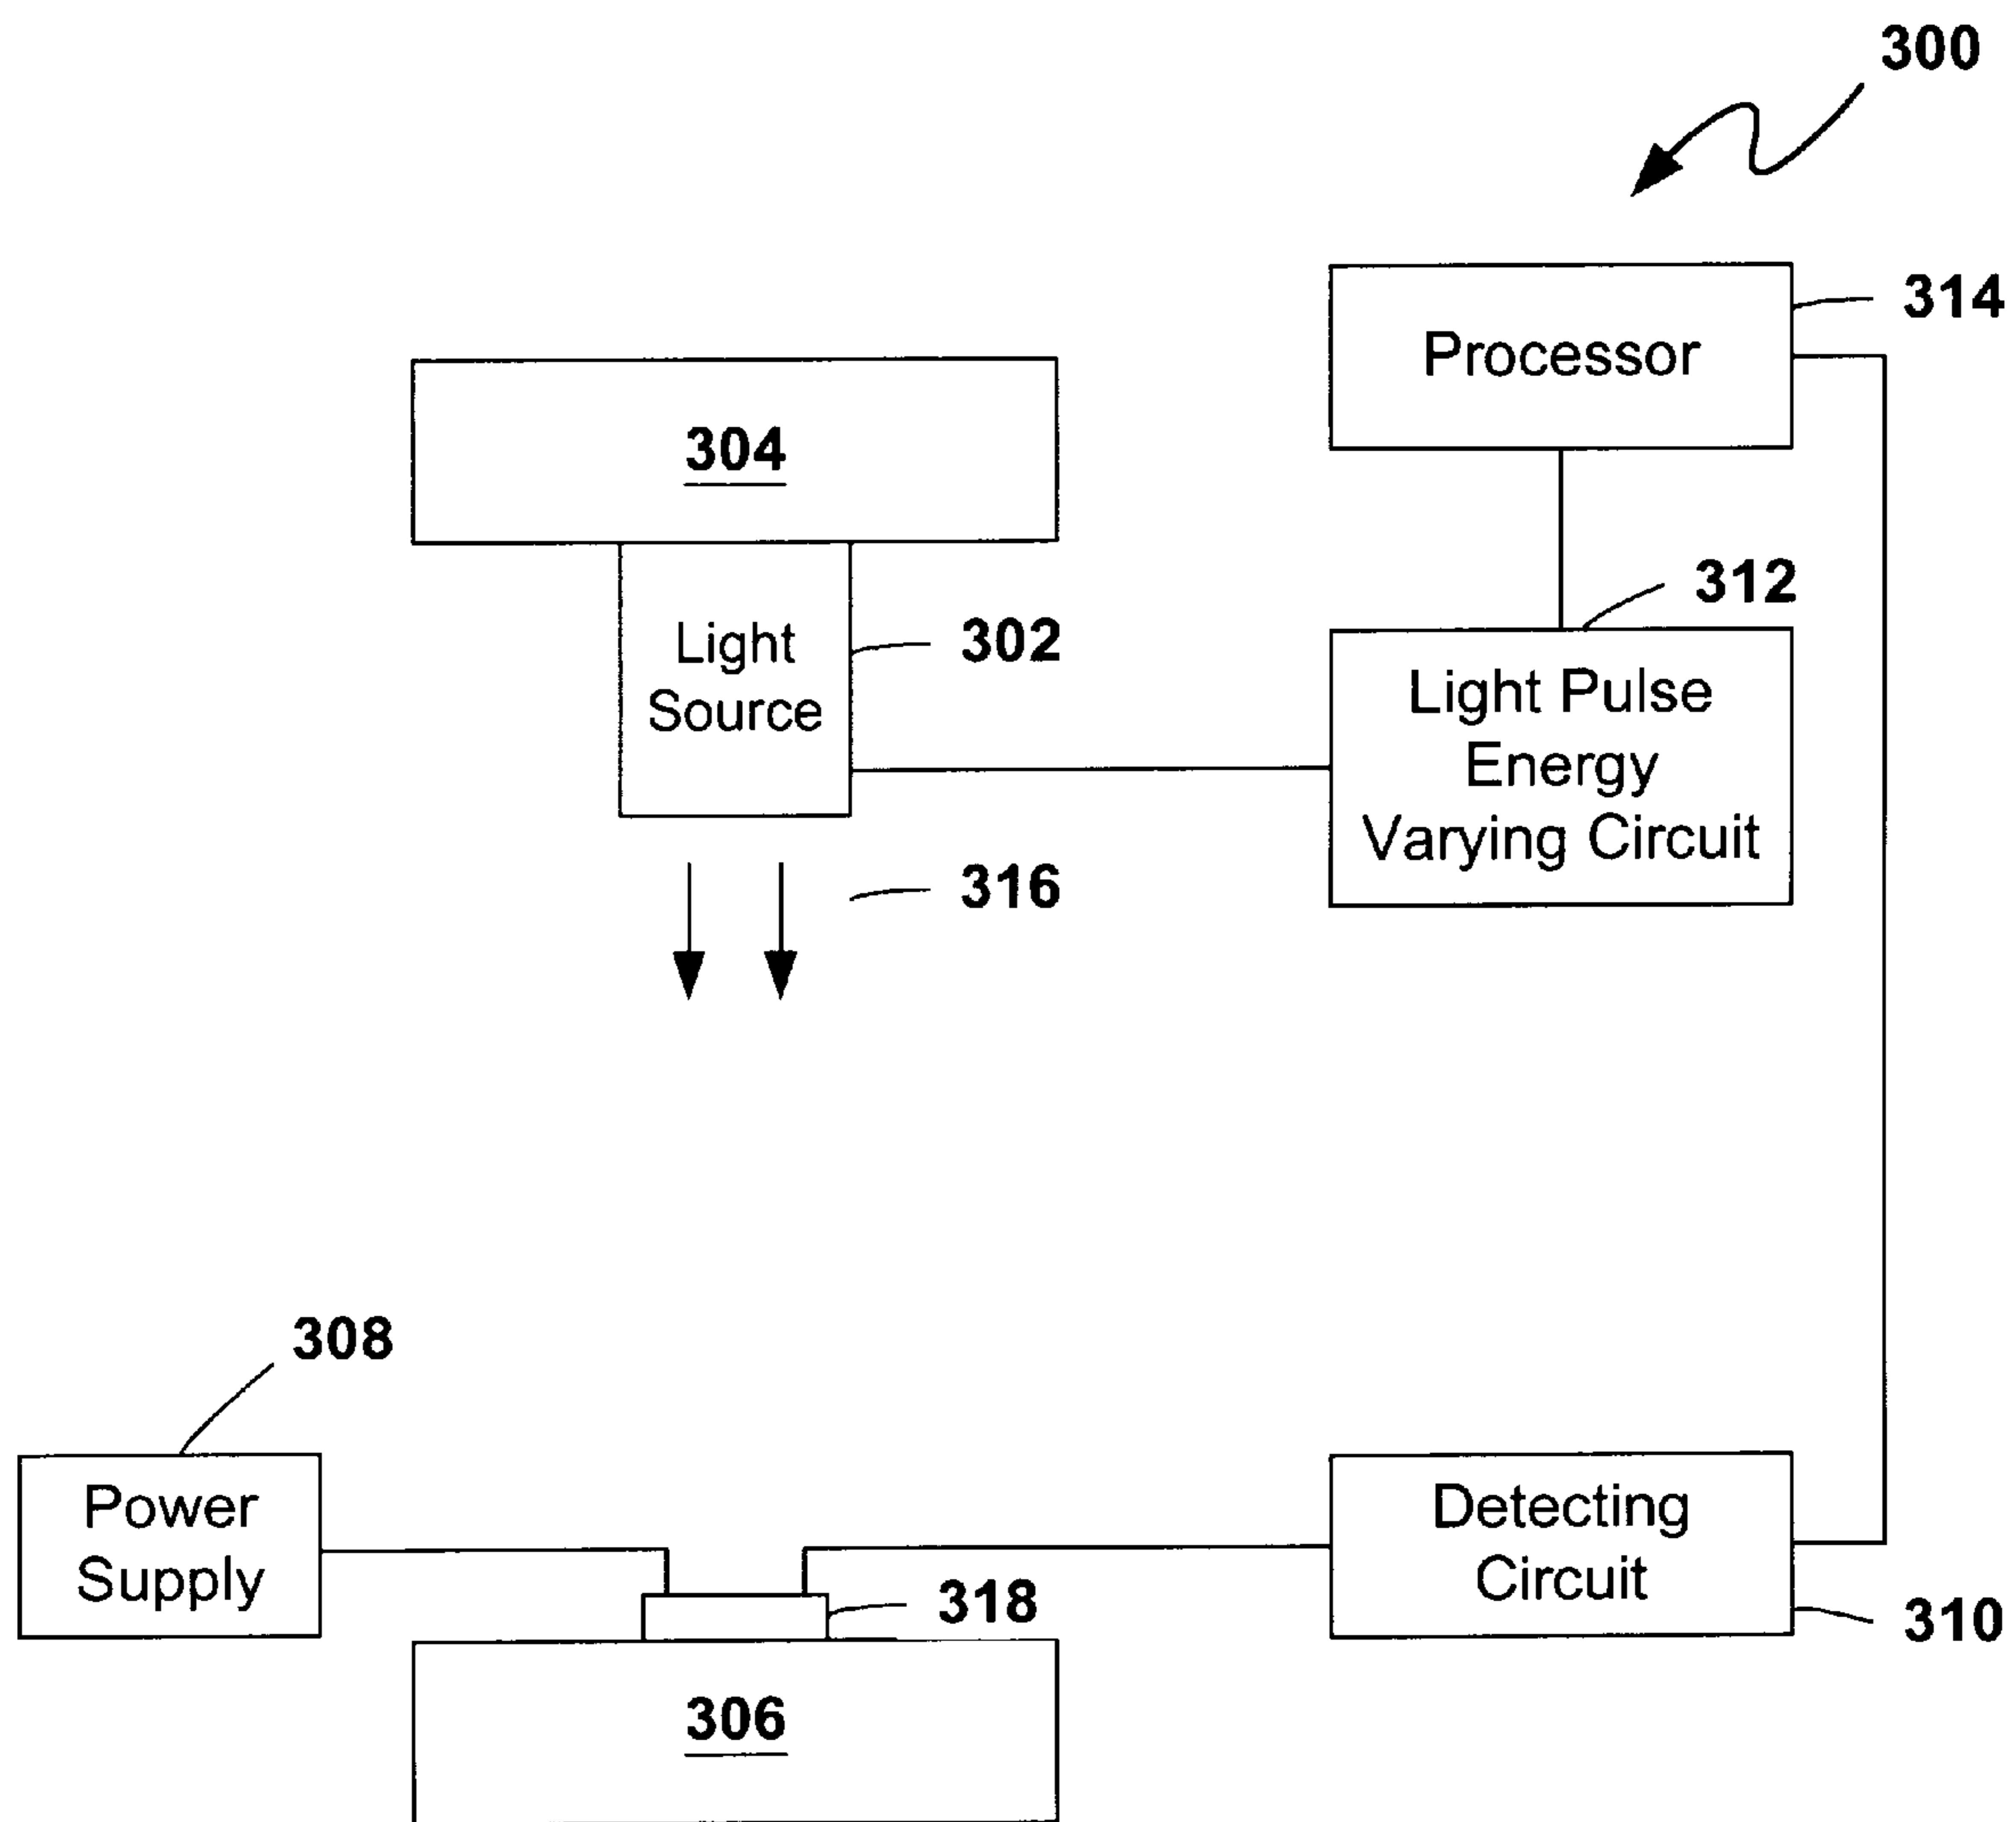 300
314
Processor
304
312
Light
Source
302
Light Pulse
Energy
Varying Circuit
316
308
Power
Supply
Detecting
Circuit
318
310
306